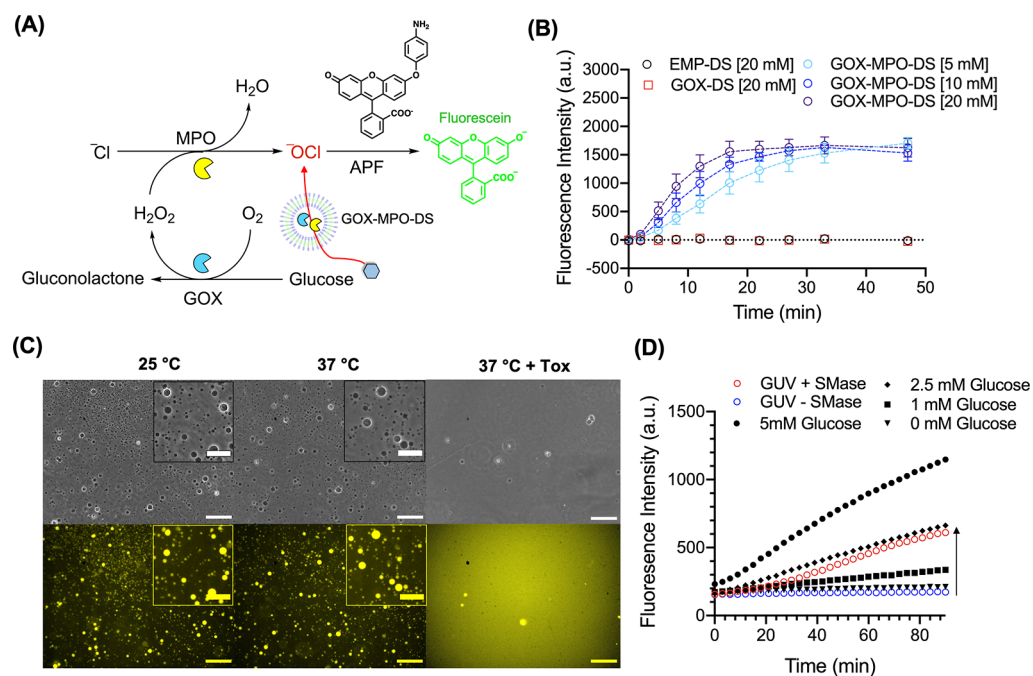 (A)
NH₂
O
O
COO⁻
H₂O
Fluorescein
MPO
O
O
O⁻
⁻Cl
⁻OCl
APF
COO⁻
GOX-MPO-DS
H₂O₂
O₂
Gluconolactone
Glucose
GOX
(B)
EMP-DS [20 mM]
GOX-DS [20 mM]
GOX-MPO-DS [5 mM]
GOX-MPO-DS [10 mM]
GOX-MPO-DS [20 mM]
Fluorescence Intensity (a.u.)
3000
2500
2000
1500
1000
500
0
-500
0 10 20 30 40 50
Time (min)
(C)
25 °C 37 °C 37 °C + Tox
(D)
GUV + SMase
GUV - SMase
5mM Glucose
2.5 mM Glucose
1 mM Glucose
0 mM Glucose
Fluoresence Intensity (a.u.)
1500
1000
500
0
0 20 40 60 80
Time (min)